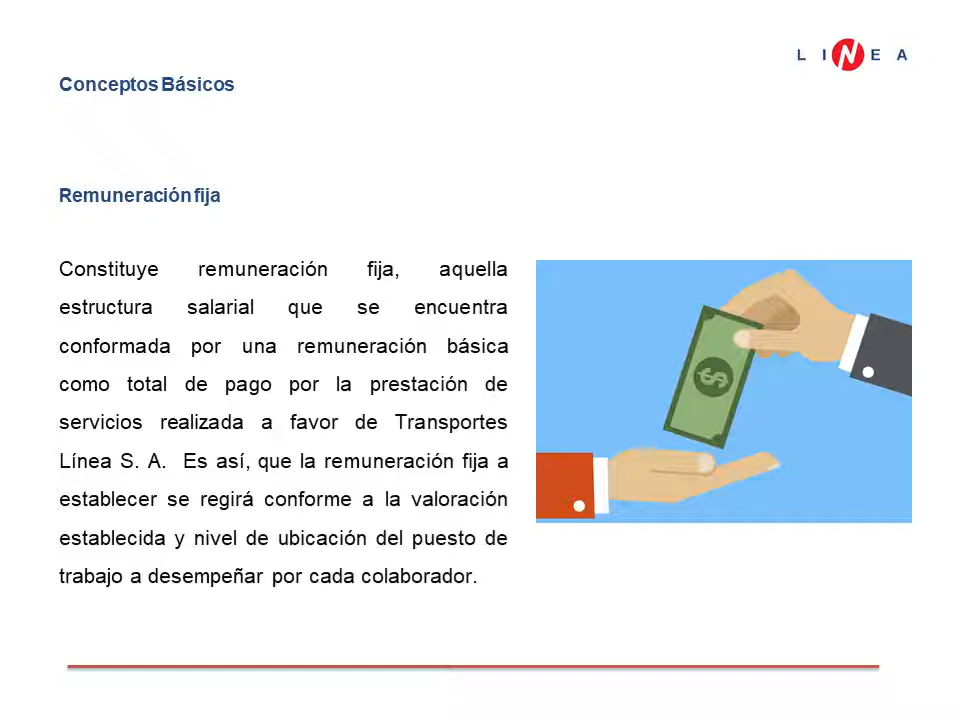 L I N E A
Conceptos Básicos
Remuneración fija
Constituye remuneración fija, aquella
estructura salarial que se encuentra
conformada por una remuneración básica
como total de pago por la prestación de
servicios realizada a favor de Transportes
Línea S. A. Es así, que la remuneración fija a
establecer se regirá conforme a la valoración
establecida y nivel de ubicación del puesto de
trabajo a desempeñar por cada colaborador.
$